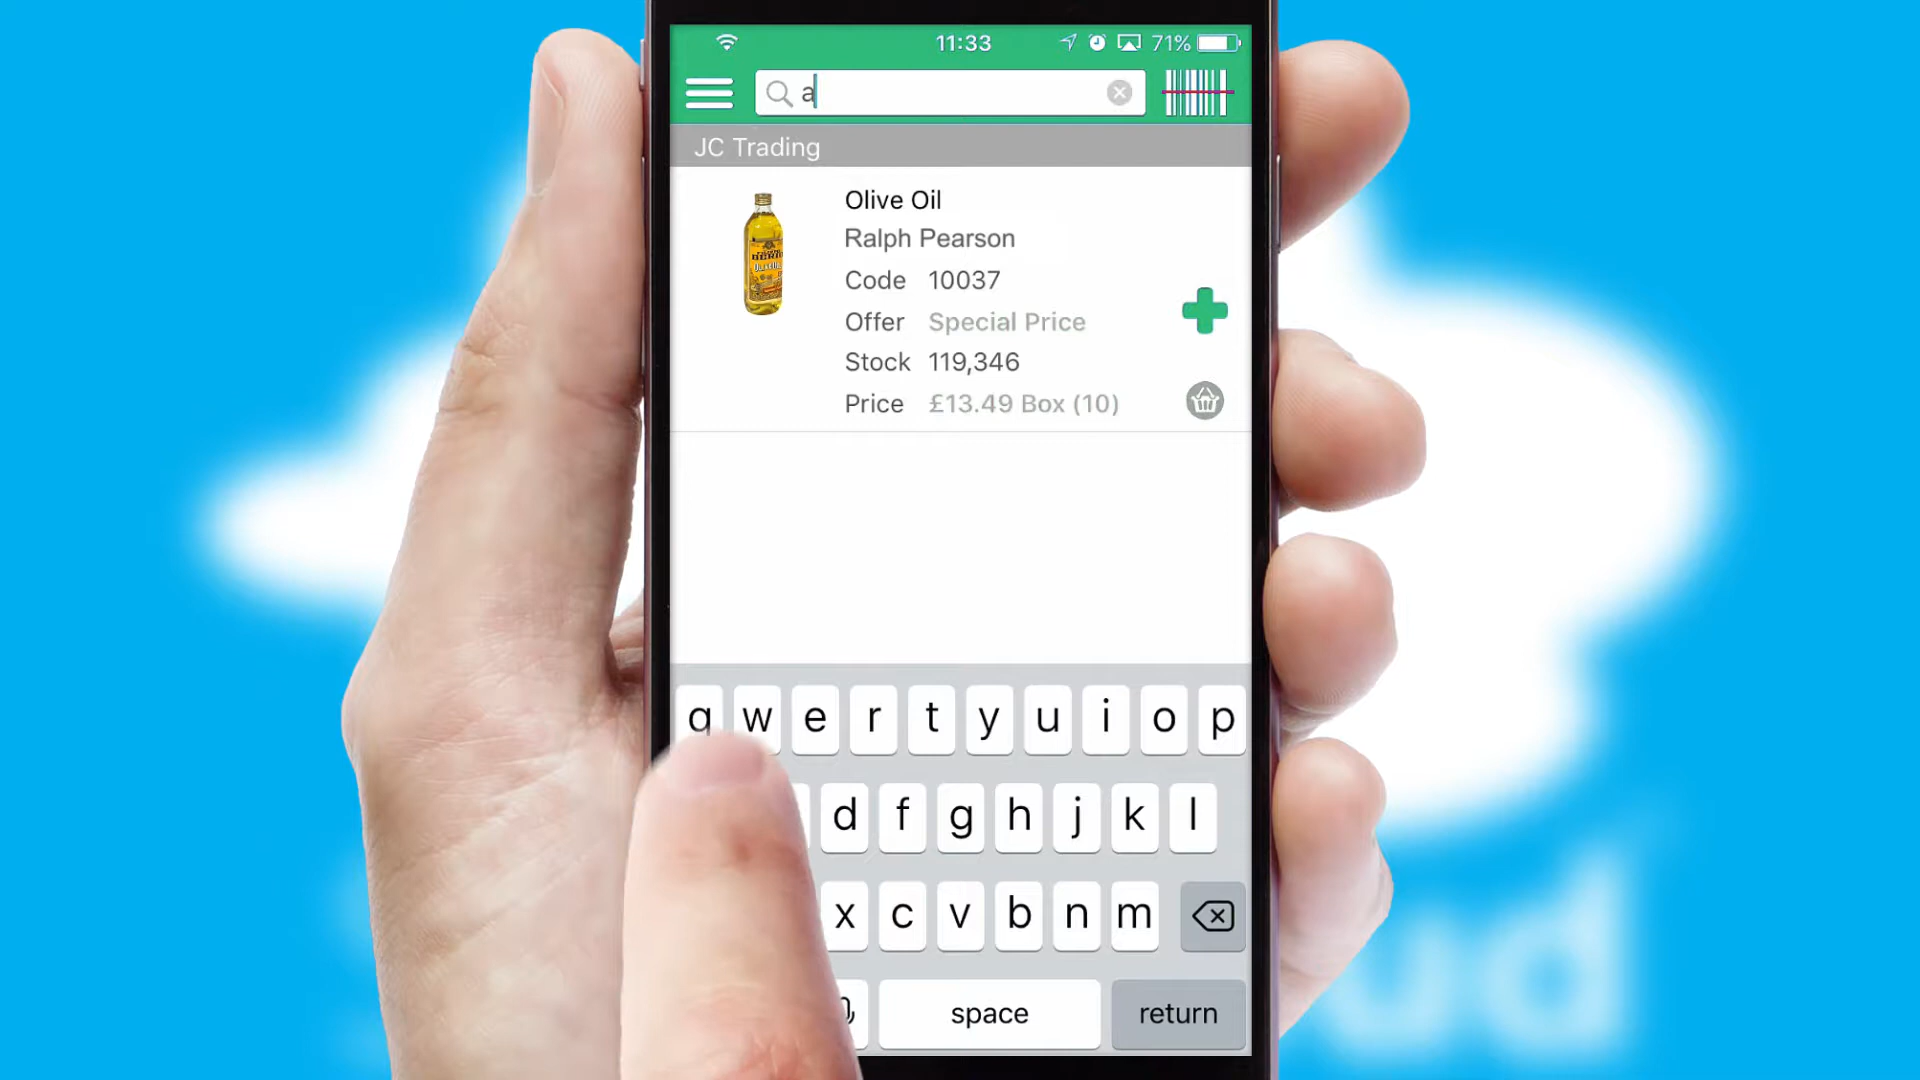 11:33 71%
a
JC Trading
Olive Oil
Ralph Pearson
Code 10037
Offer Special Price
Stock 119,346
Price £13.49 Box (10)
q w e r t y u i o p
d f g h j k l
x c v b n m
space return
ud